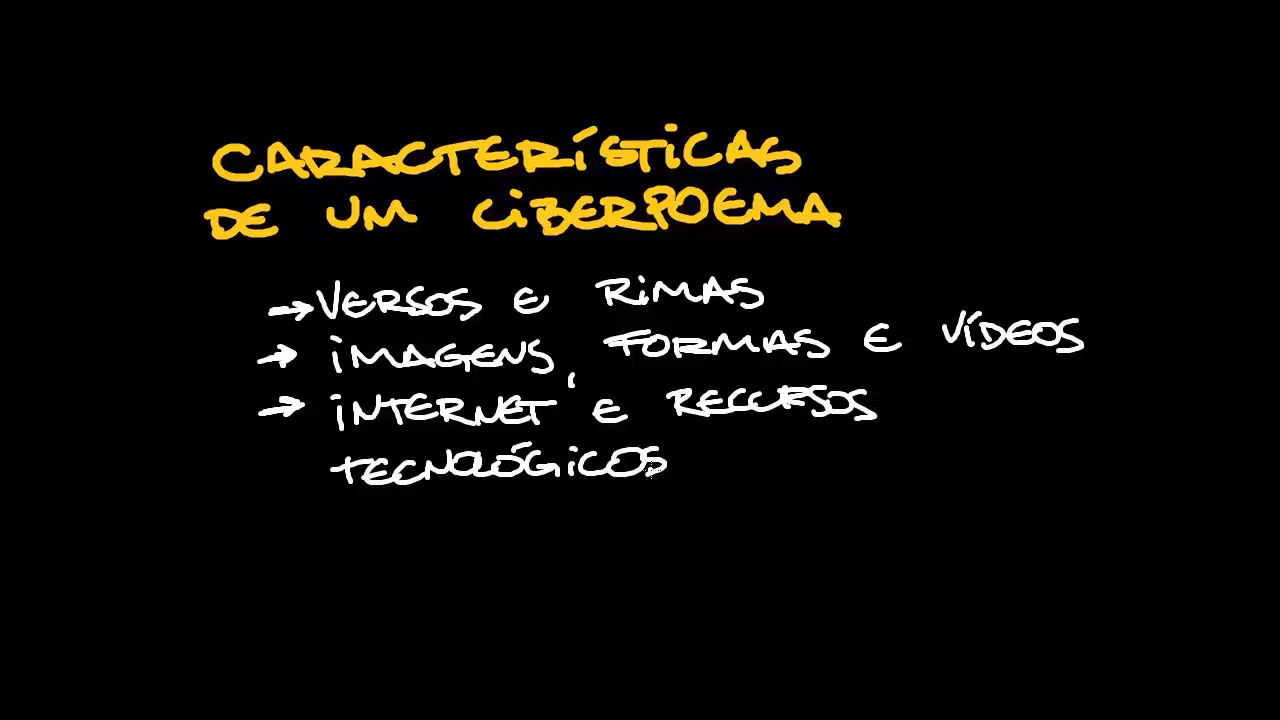 CARACTERÍSTICAS
DE UM CIBERPOEMA
→ VERSOS E RIMAS
→ IMAGENS, FORMAS E VÍDEOS
→ INTERNET E RECURSOS
TECNOLÓGICOS